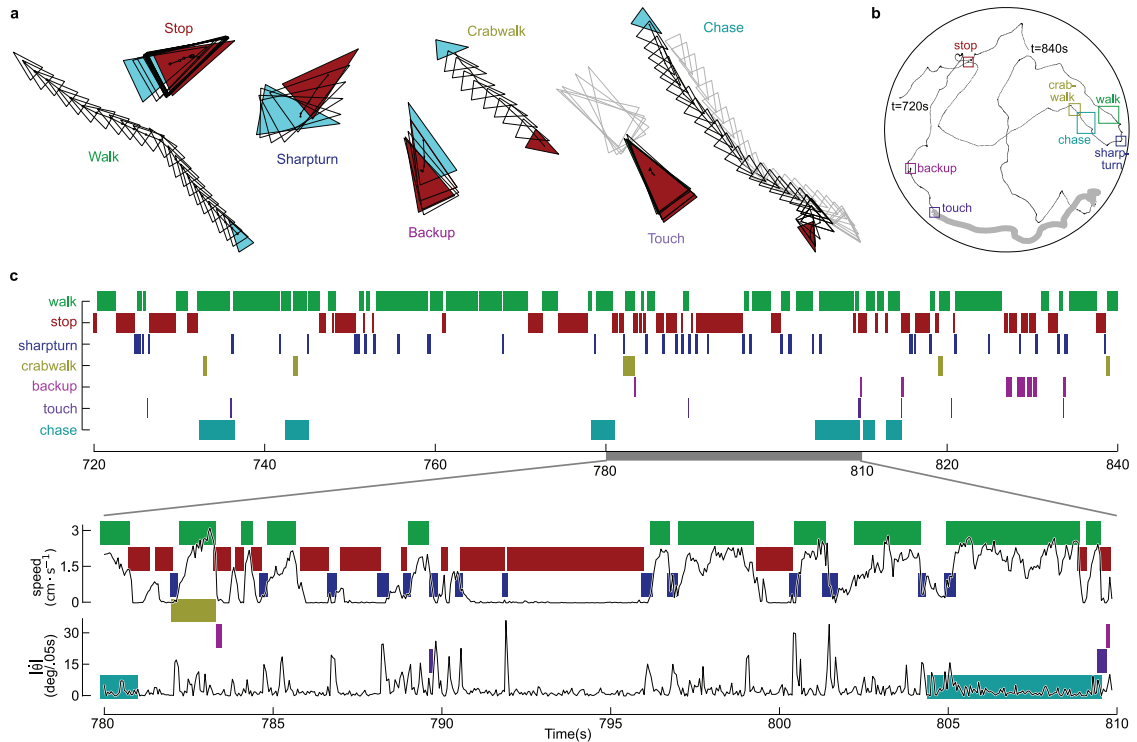 a
Stop
Crabwalk
Chase
Walk
Sharpturn
Backup
Touch
b
stop
t=840s
t=720s
crab-
walk
walk
chase
sharp-
turn
backup
touch
c
walk
stop
sharpturn
crabwalk
backup
touch
chase
720
740
760
780
810
820
840
speed
(cm·s⁻¹)
3
1.5
0
|θ̇|
(deg/.05s)
30
15
0
780
785
790
795
800
805
810
Time(s)